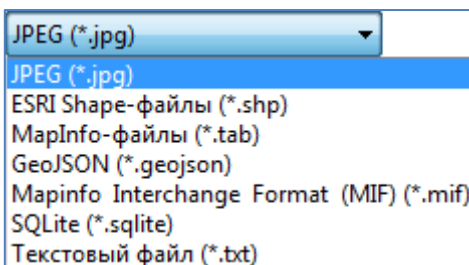 JPEG (*.jpg)
JPEG (*.jpg)
ESRI Shape-файлы (*.shp)
MapInfo-файлы (*.tab)
GeoJSON (*.geojson)
Mapinfo Interchange Format (MIF) (*.mif)
SQLite (*.sqlite)
Текстовый файл (*.txt)